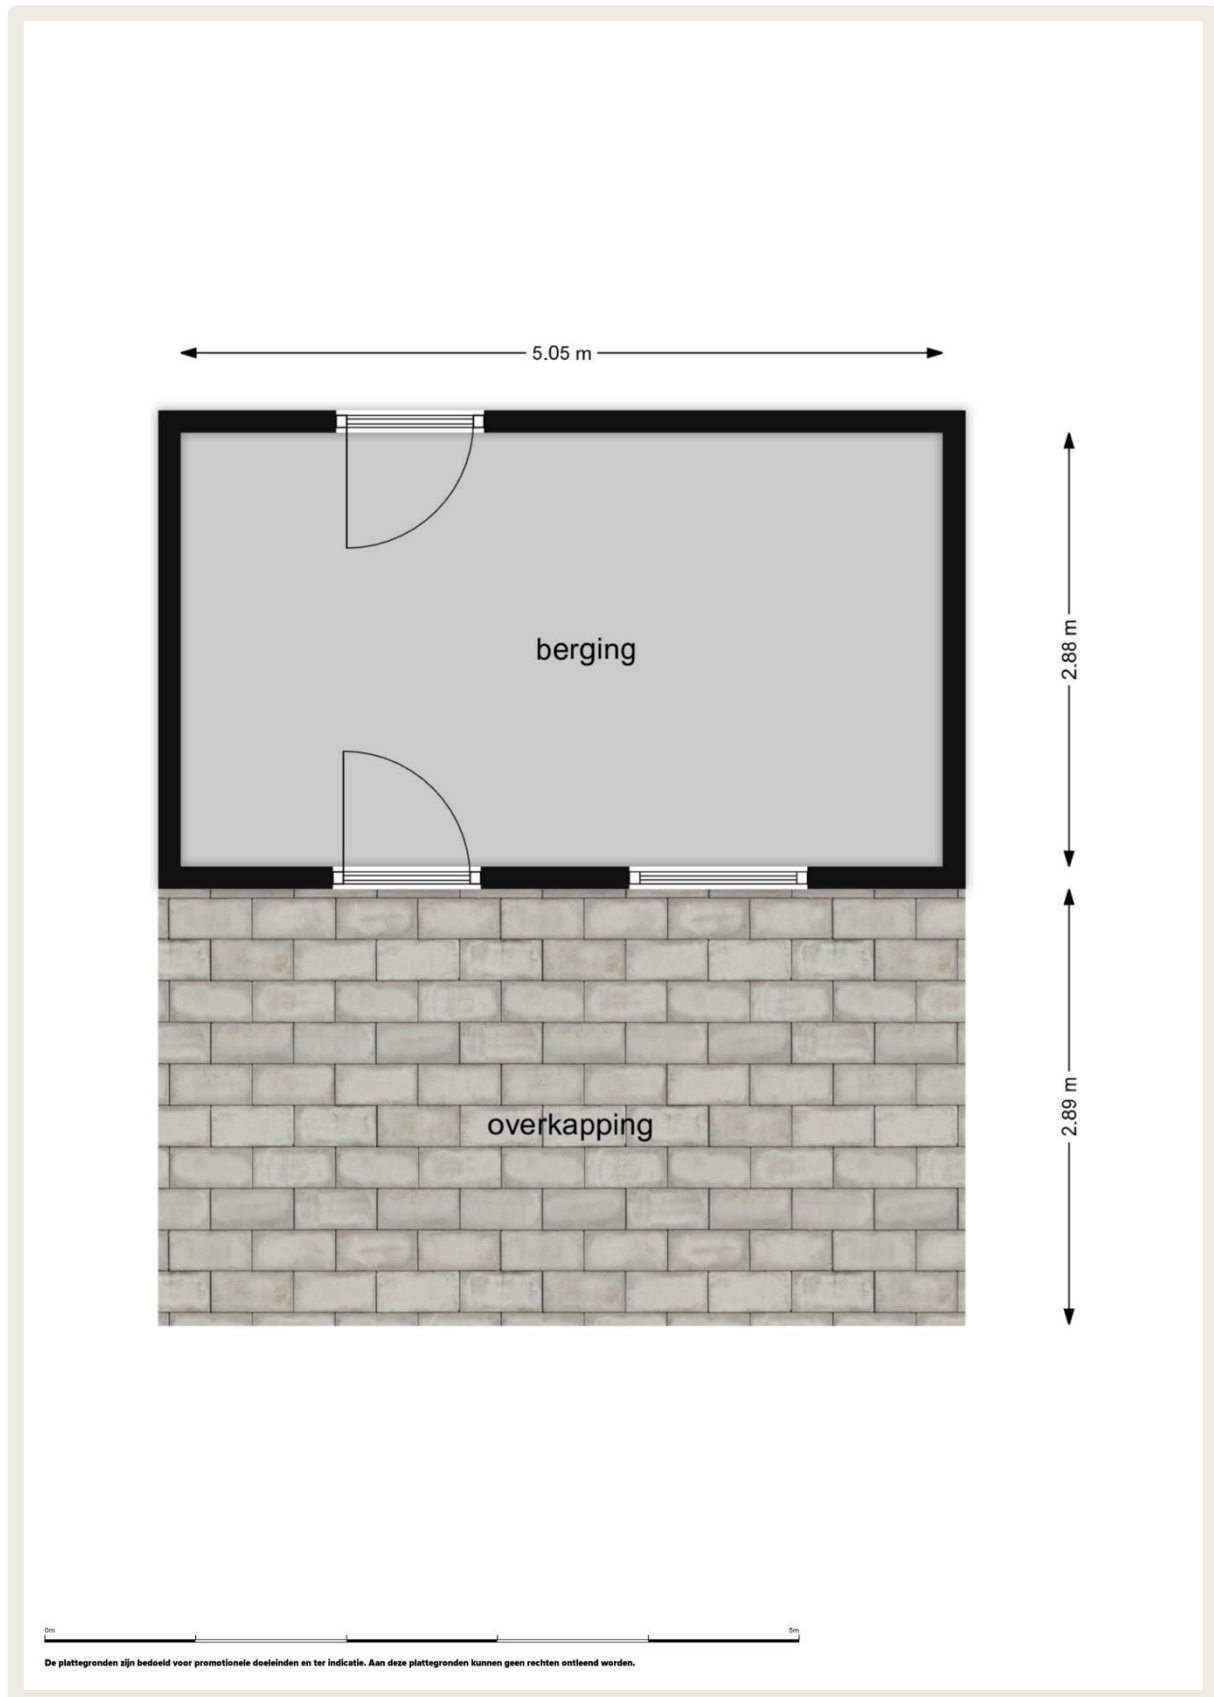 5.05 m
berging
2.88 m
overkapping
2.89 m
0m
5m
De plattegronden zijn bedoeld voor promotionele doeleinden en ter indicatie. Aan deze plattegronden kunnen geen rechten ontleend worden.